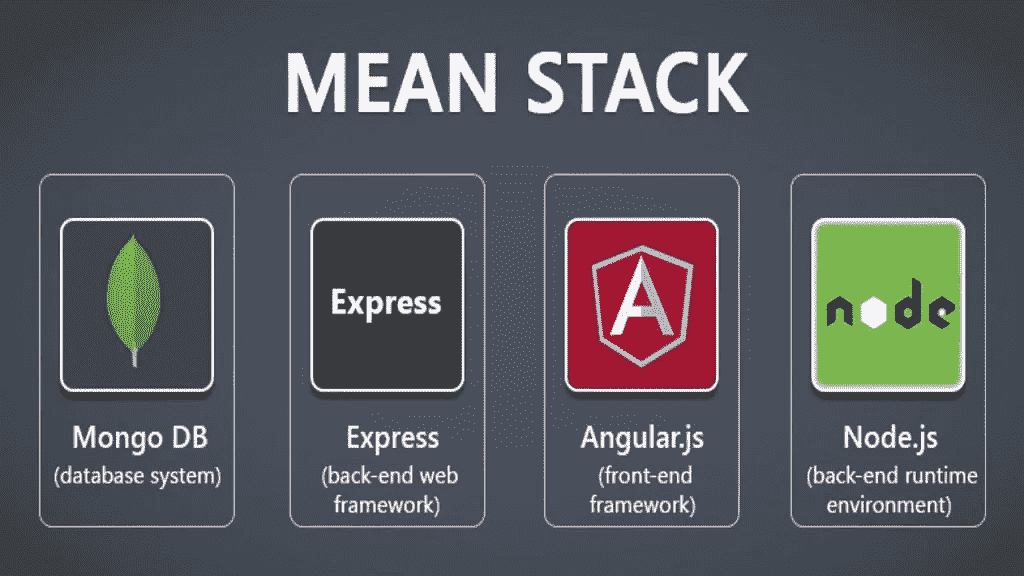 MEAN STACK
Express
node
Mongo DB
(database system)
Express
(back-end web
framework)
Angular.js
(front-end
framework)
Node.js
(back-end runtime
environment)